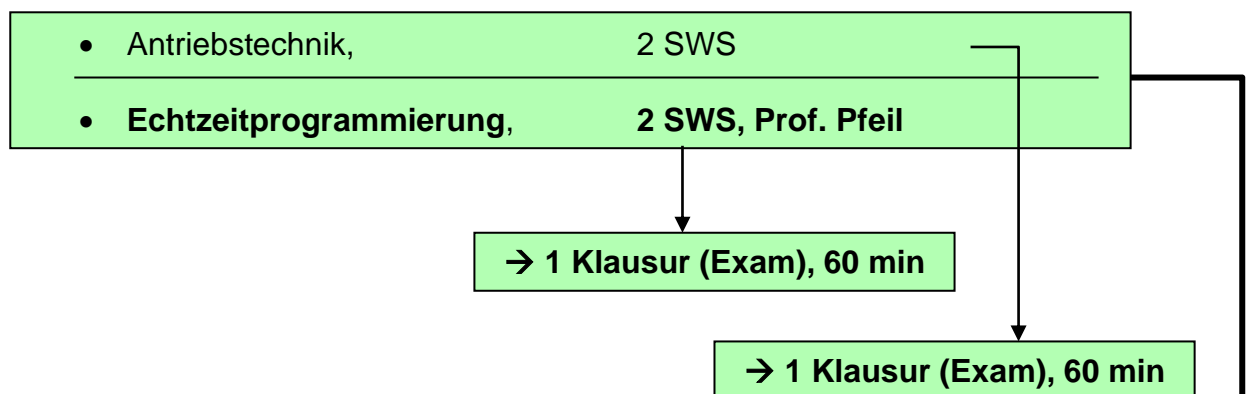 • Antriebstechnik, 2 SWS
• Echtzeitprogrammierung, 2 SWS, Prof. Pfeil
→ 1 Klausur (Exam), 60 min
→ 1 Klausur (Exam), 60 min